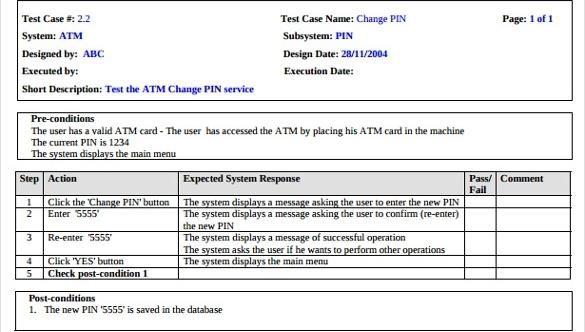 Test Case #: 2.2 Test Case Name: Change PIN Page: 1 of 1
System: ATM Subsystem: PIN
Designed by: ABC Design Date: 28/11/2004
Executed by: Execution Date:
Short Description: Test the ATM Change PIN service
Pre-conditions
The user has a valid ATM card - The user has accessed the ATM by placing his ATM card in the machine
The current PIN is 1234
The system displays the main menu
Step Action Expected System Response Pass/ Comment
Fail
1 Click the 'Change PIN' button The system displays a message asking the user to enter the new PIN
2 Enter '5555' The system displays a message asking the user to confirm (re-enter)
the new PIN
3 Re-enter '5555' The system displays a message of successful operation
The system asks the user if he wants to perform other operations
4 Click 'YES' button The system displays the main menu
5 Check post-condition 1
Post-conditions
1. The new PIN '5555' is saved in the database